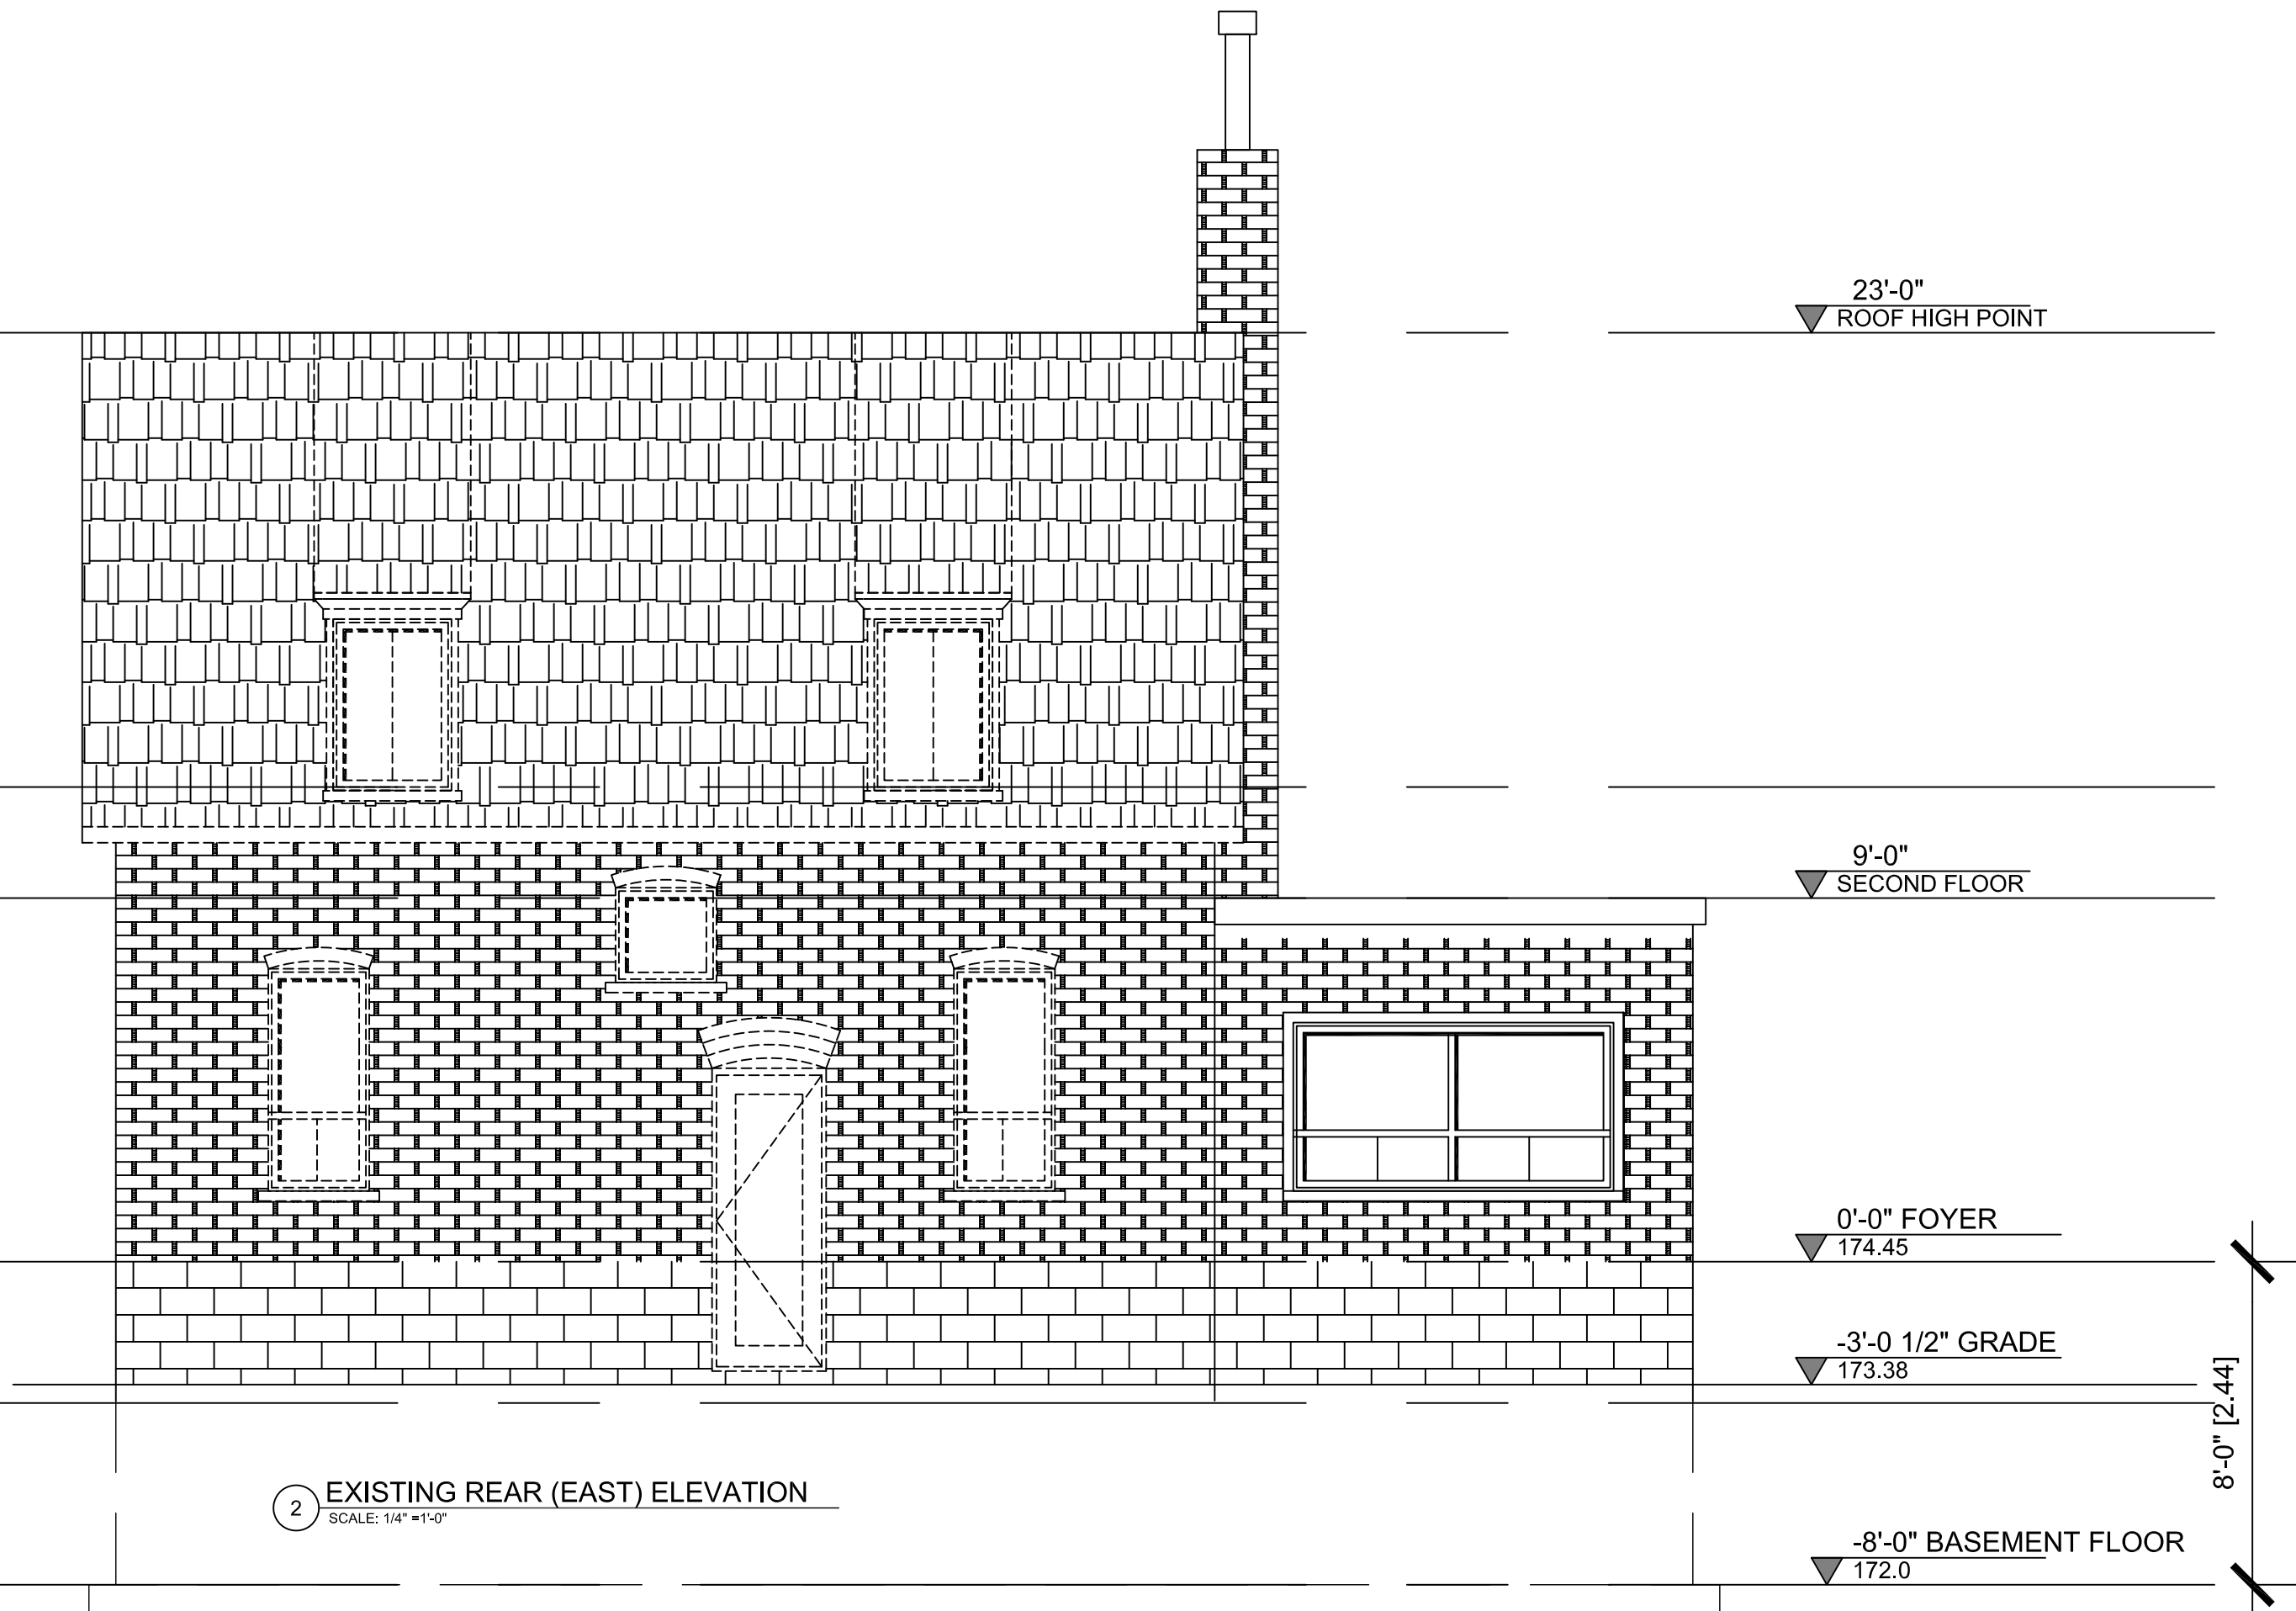 23'-0"
ROOF HIGH POINT
9'-0"
SECOND FLOOR
0'-0" FOYER
174.45
-3'-0 1/2" GRADE
173.38
8'-0" [2.44]
2
EXISTING REAR (EAST) ELEVATION
SCALE: 1/4" =1'-0"
-8'-0" BASEMENT FLOOR
172.0